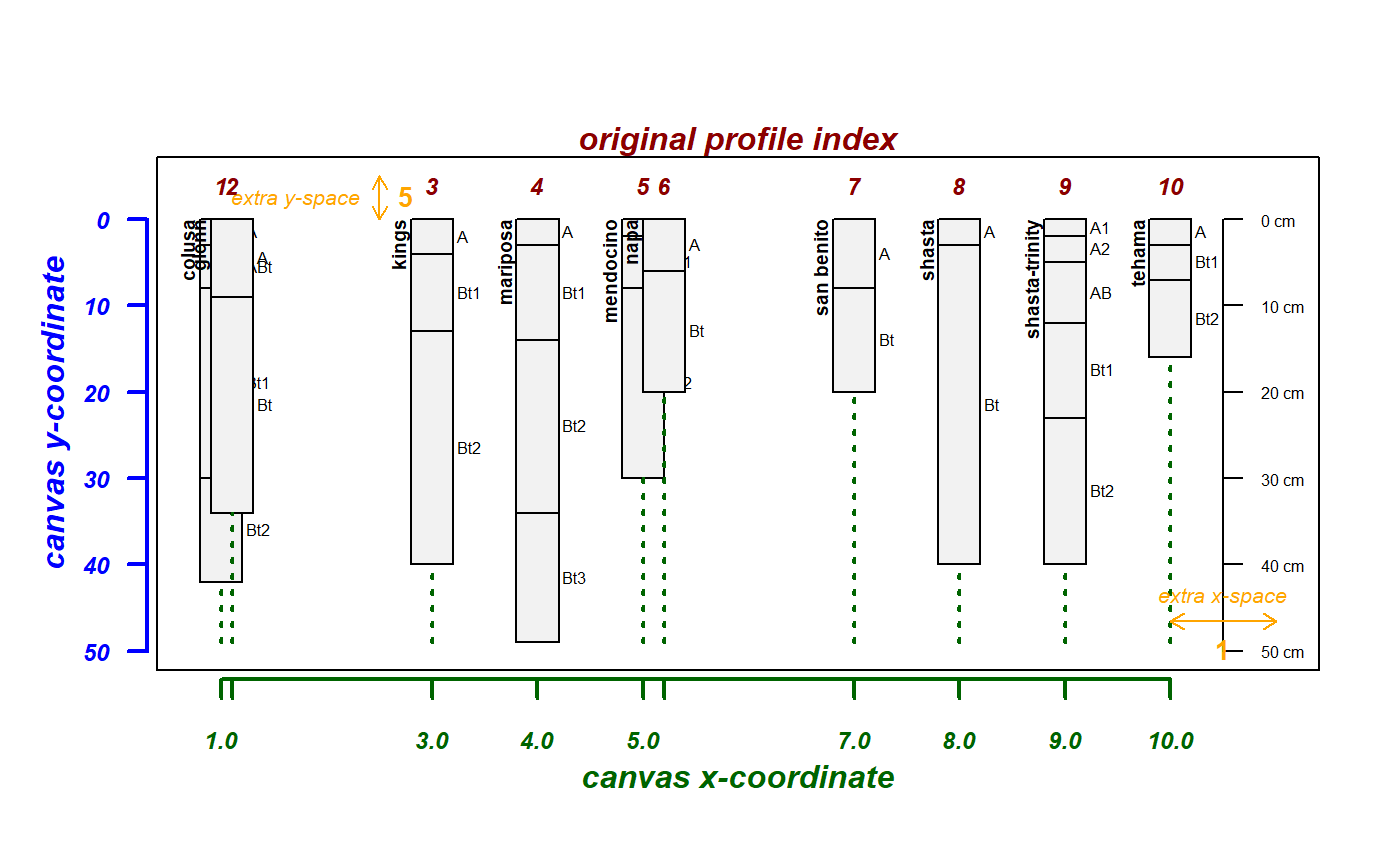 original profile index
12
extra y-space
5
3
4
5
6
7
8
9
10
canvas y-coordinate
0
10
20
30
40
50
colusa
glenn
A
ABt
Bt1
Bt
Bt2
kings
A
Bt1
Bt2
mariposa
A
Bt1
Bt2
Bt3
mendocino
napa
A
1
Bt
2
san benito
A
Bt
shasta
A
Bt
shasta-trinity
A1
A2
AB
Bt1
Bt2
tehama
A
Bt1
Bt2
0 cm
10 cm
20 cm
30 cm
40 cm
50 cm
extra x-space
1
1.0
3.0
4.0
5.0
7.0
8.0
9.0
10.0
canvas x-coordinate